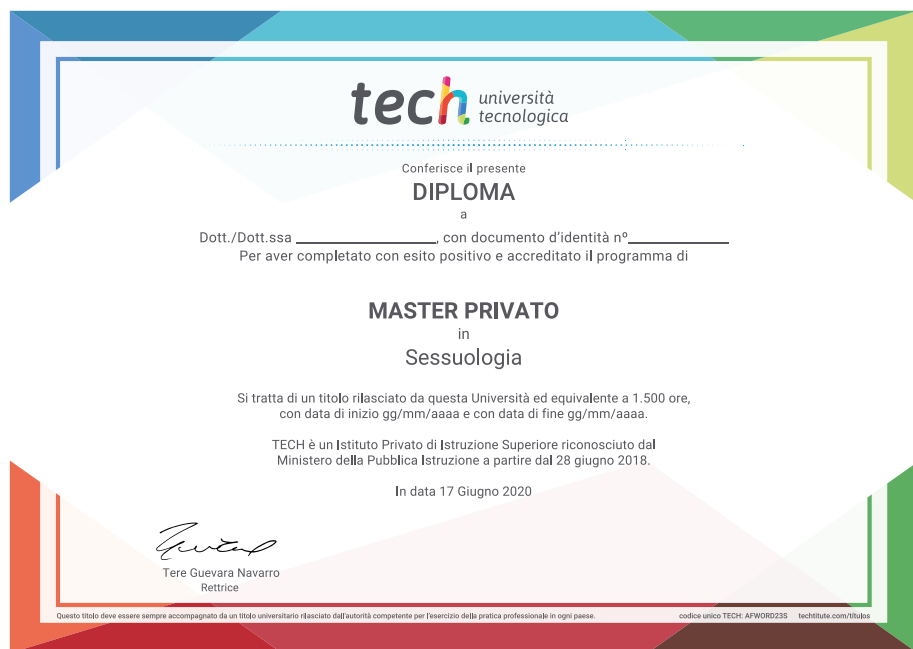 tech università
tecnologica
Conferisce il presente
DIPLOMA
a
Dott./Dott.ssa ________________, con documento d'identità nº____________
Per aver completato con esito positivo e accreditato il programma di
MASTER PRIVATO
in
Sessuologia
Si tratta di un titolo rilasciato da questa Università ed equivalente a 1.500 ore,
con data di inizio gg/mm/aaaa e con data di fine gg/mm/aaaa.
TECH è un Istituto Privato di Istruzione Superiore riconosciuto dal
Ministero della Pubblica Istruzione a partire dal 28 giugno 2018.
In data 17 Giugno 2020
Tere Guevara Navarro
Rettrice
Questo titolo deve essere sempre accompagnato da un titolo universitario rilasciato dall'autorità competente per l'esercizio della pratica professionale in ogni paese. codice unico TECH: AFWORD23S techtitute.com/títulos